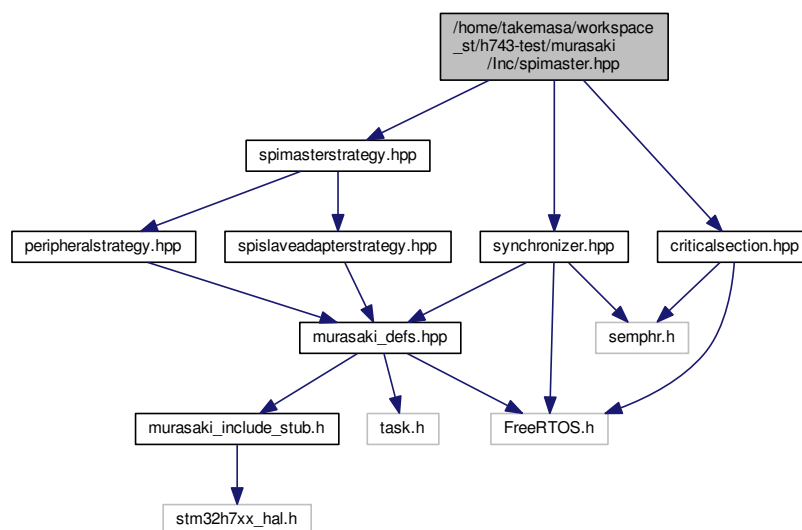 /home/takemasa/workspace
_st/h743-test/murasaki
/Inc/spimaster.hpp
spimasterstrategy.hpp
peripheralstrategy.hpp
spislaveadapterstrategy.hpp
synchronizer.hpp
criticalsection.hpp
murasaki_defs.hpp
semphr.h
murasaki_include_stub.h
task.h
FreeRTOS.h
stm32h7xx_hal.h